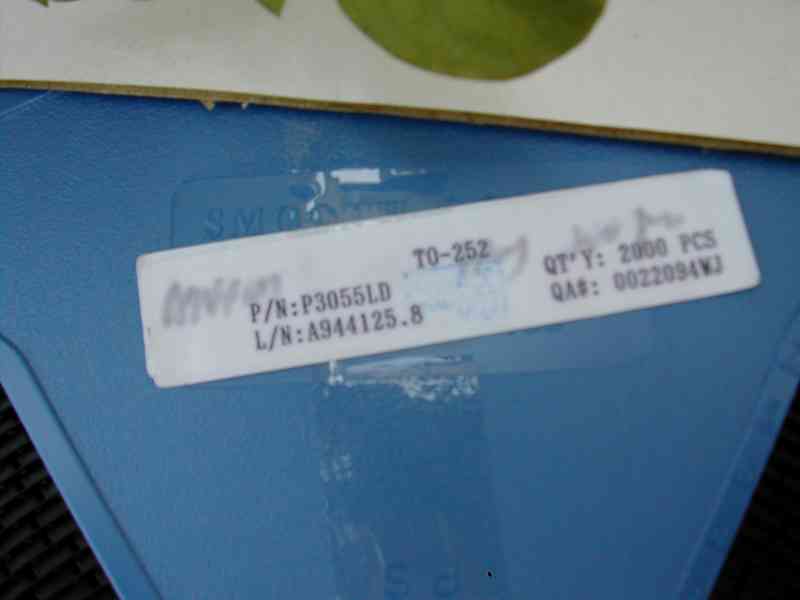 TO-252
P/N:P3055LD
QT'Y: 2000 PCS
L/N:A944125.8
QA#: 0022094WJ